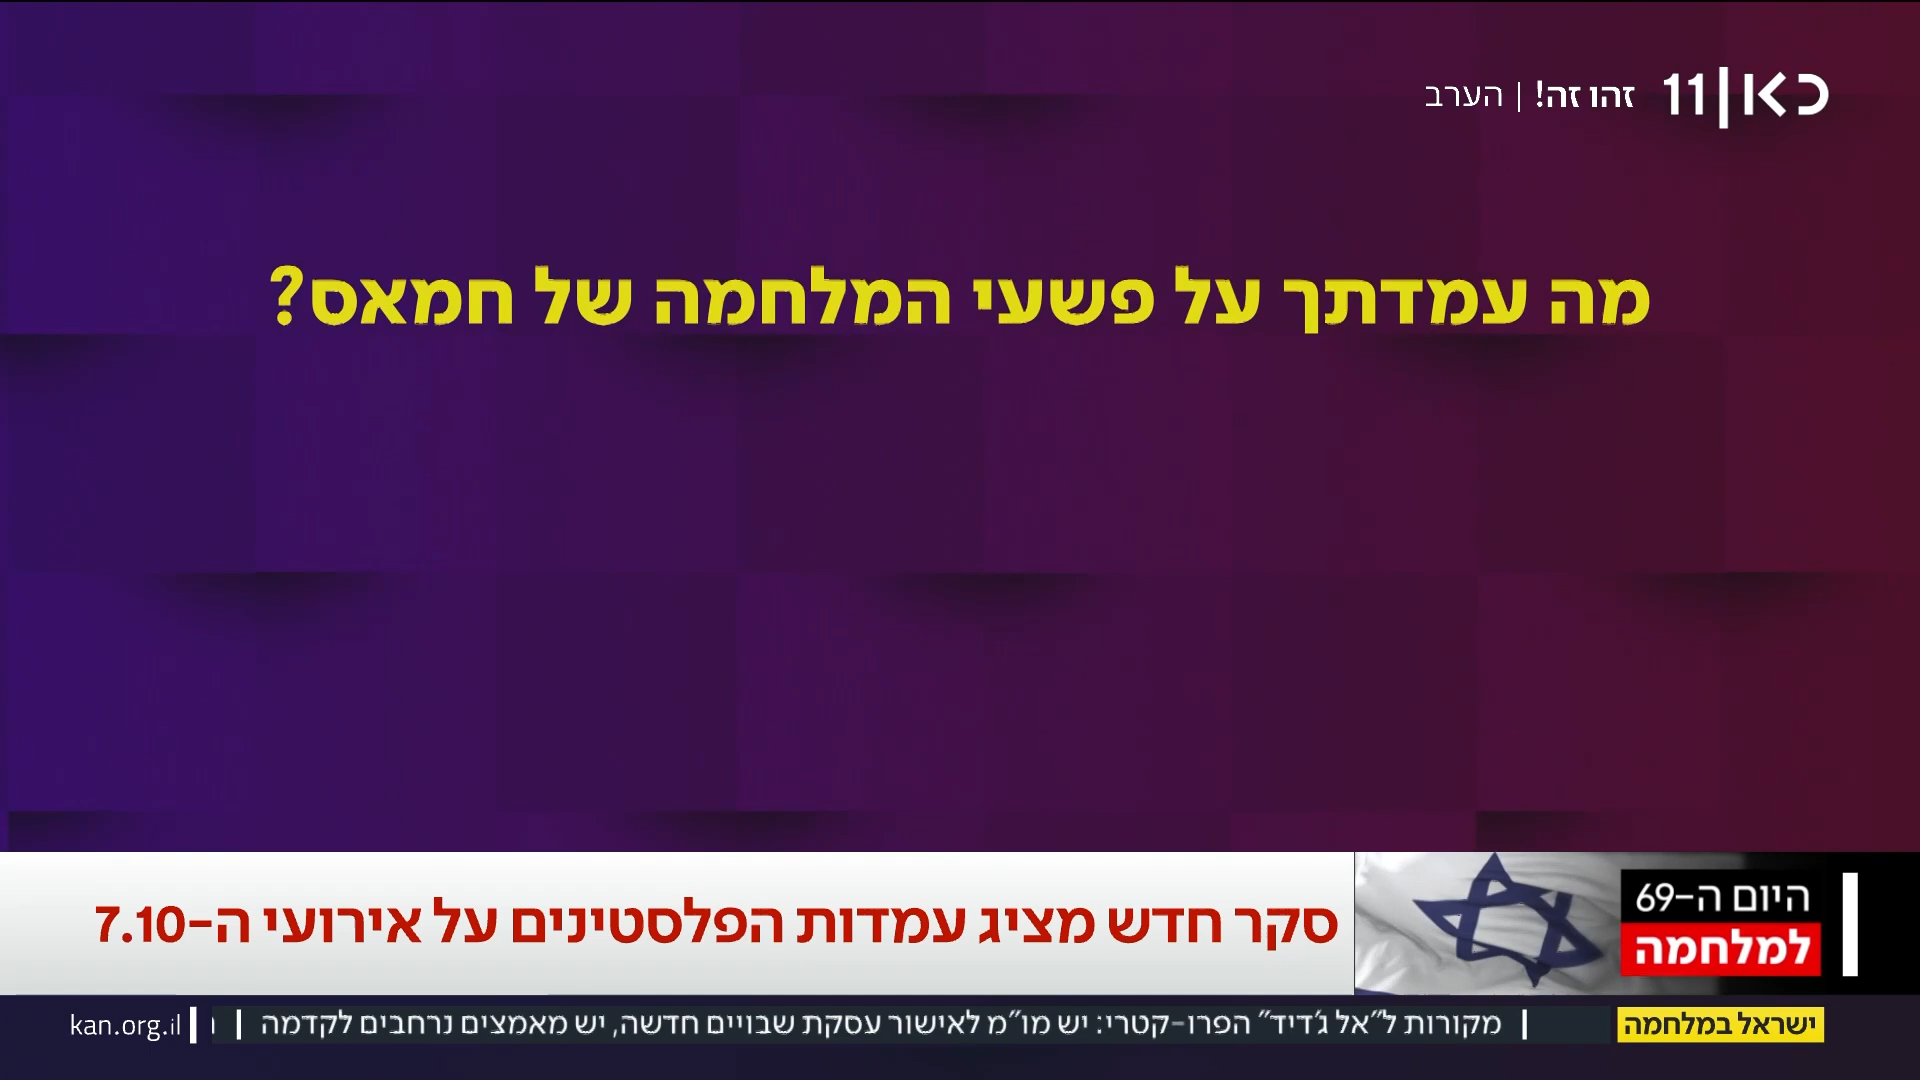 כאן 11 זהו זה! | הערב
מה עמדתך על פשעי המלחמה של חמאס?
היום ה-69
למלחמה
סקר חדש מציג עמדות הפלסטינים על אירועי ה-7.10
ישראל במלחמה
| מקורות ל"אל ג'דיד" הפרו-קטרי: יש מו"מ לאישור עסקת שבויים חדשה, יש מאמצים נרחבים לקדמה |
kan.org.il